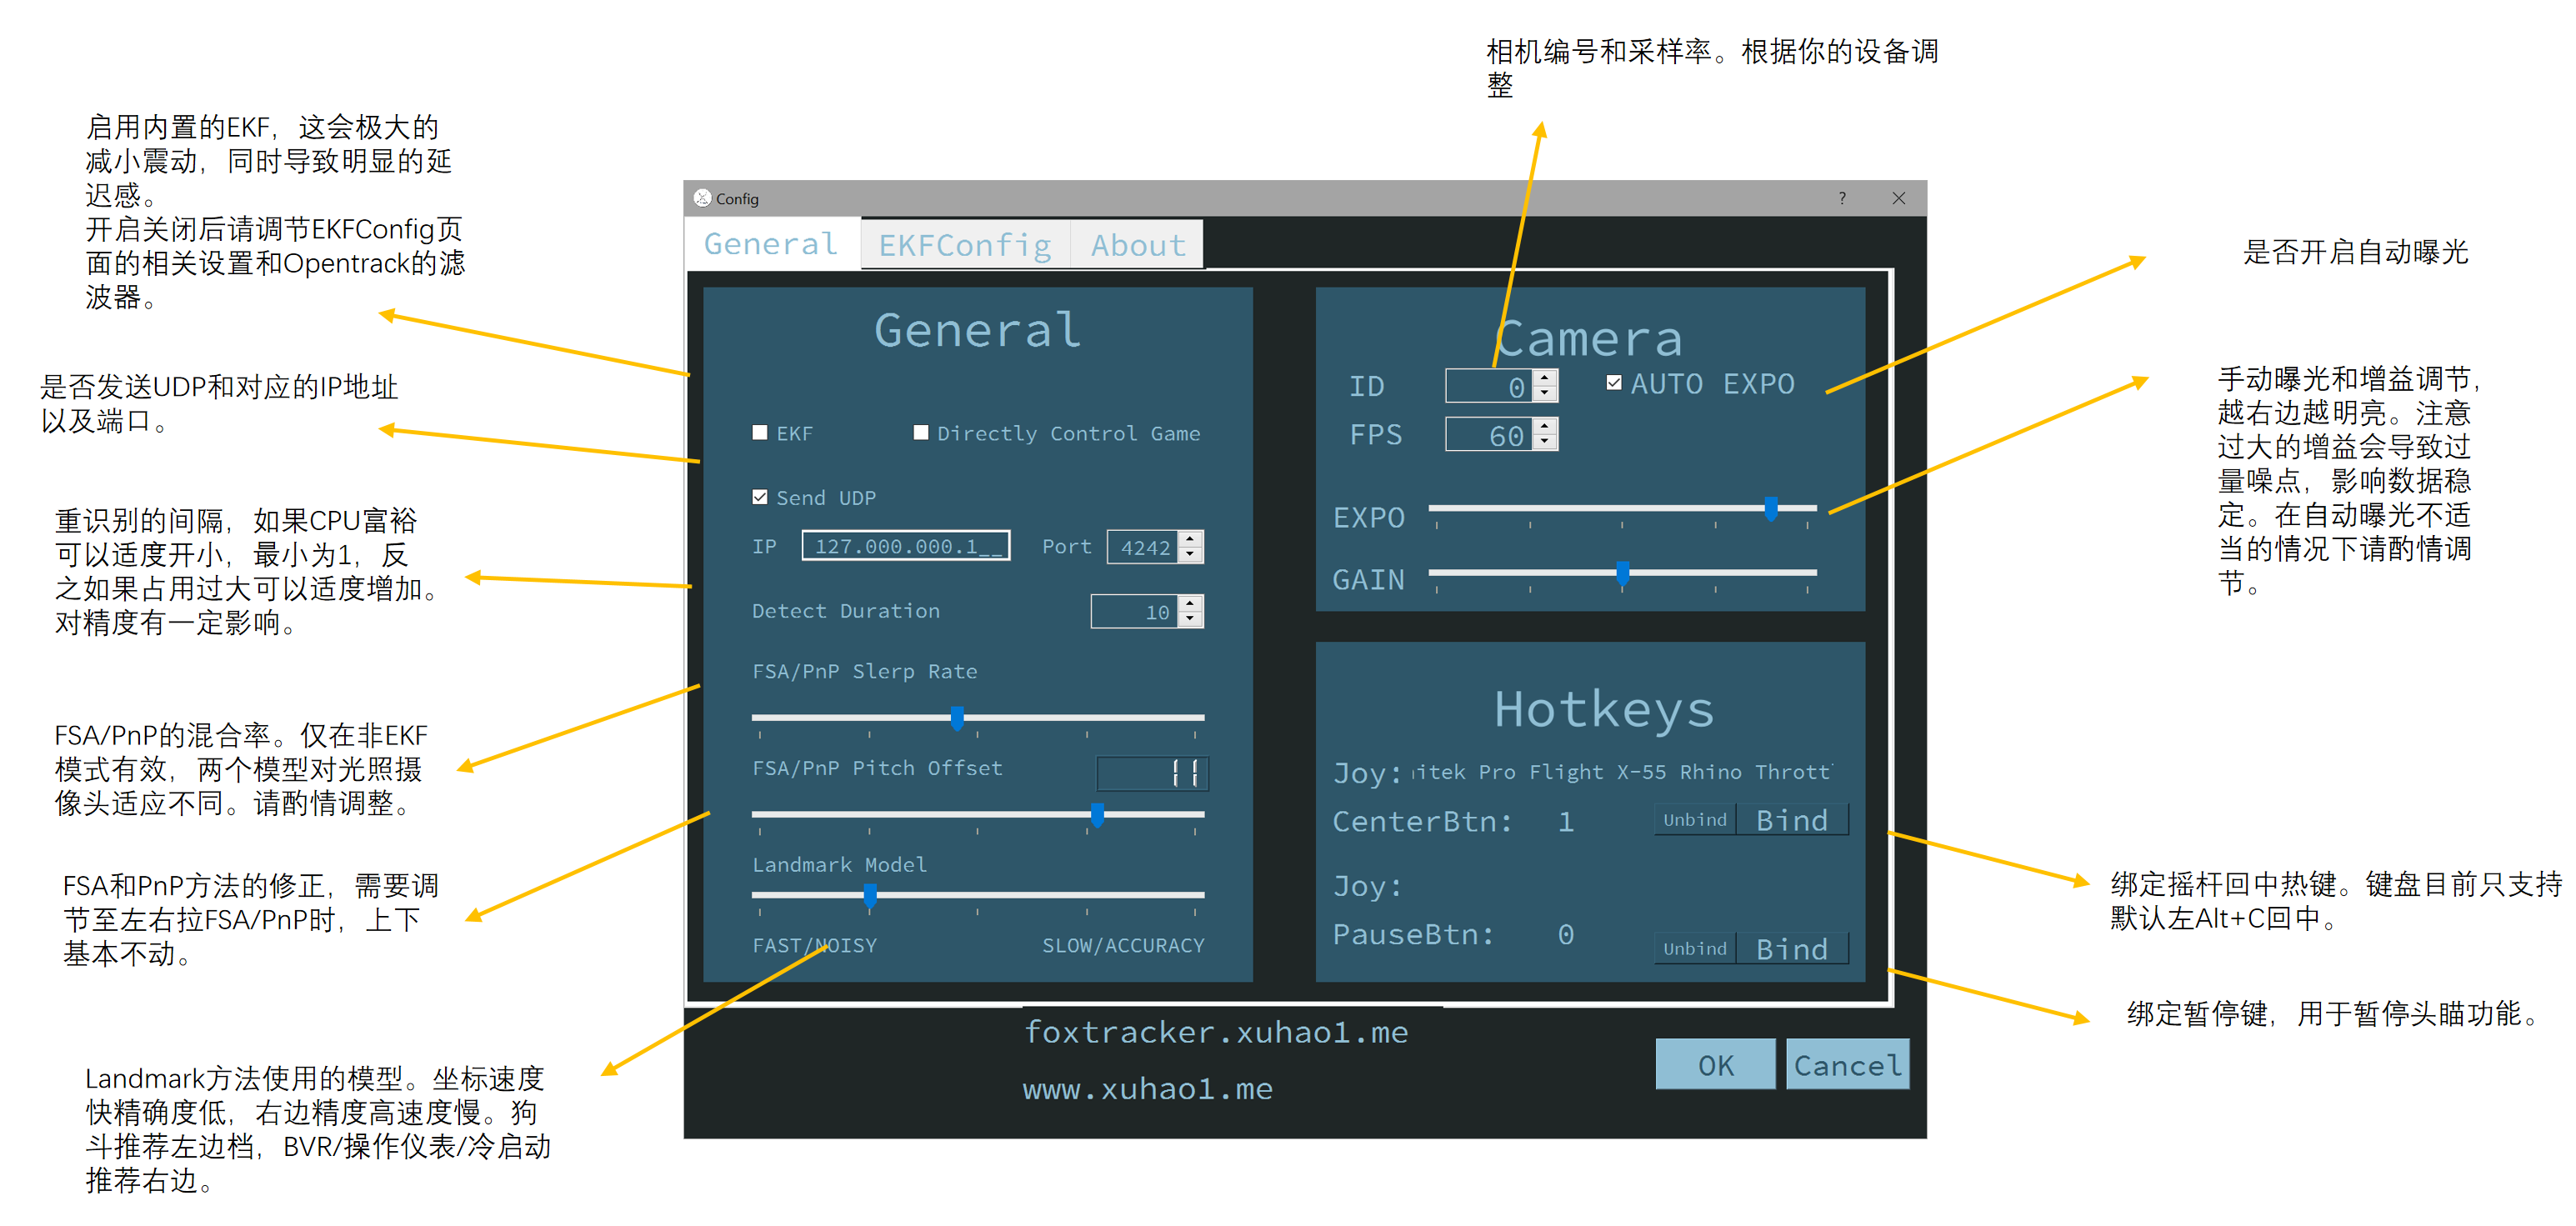 相机编号和采样率。根据你的设备调
整
启用内置的EKF，这会极大的
减小震动，同时导致明显的延
迟感。
开启关闭后请调节EKFConfig页
面的相关设置和Opentrack的滤
波器。
是否发送UDP和对应的IP地址
以及端口。
重识别的间隔，如果CPU富裕
可以适度开小，最小为1，反
之如果占用过大可以适度增加。
对精度有一定影响。
FSA/PnP的混合率。仅在非EKF
模式有效，两个模型对光照摄
像头适应不同。请酌情调整。
FSA和PnP方法的修正，需要调
节至左右拉FSA/PnP时，上下
基本不动。
Landmark方法使用的模型。坐标速度
快精确度低，右边精度高速度慢。狗
斗推荐左边档，BVR/操作仪表/冷启动
推荐右边。
Config
?
General
EKFConfig
About
General
EKF
Directly Control Game
Send UDP
IP
127.000.000.1__
Port
4242
Detect Duration
10
FSA/PnP Slerp Rate
FSA/PnP Pitch Offset
11
Landmark Model
FAST/NOISY
SLOW/ACCURACY
Camera
ID
0
AUTO EXPO
FPS
60
EXPO
GAIN
Hotkeys
Joy:
itek Pro Flight X-55 Rhino Thrott
CenterBtn:
1
Unbind
Bind
Joy:
PauseBtn:
0
Unbind
Bind
foxtracker.xuhao1.me
www.xuhao1.me
OK
Cancel
是否开启自动曝光
手动曝光和增益调节，
越右边越明亮。注意
过大的增益会导致过
量噪点，影响数据稳
定。在自动曝光不适
当的情况下请酌情调
节。
绑定摇杆回中热键。键盘目前只支持
默认左Alt+C回中。
绑定暂停键，用于暂停头瞄功能。